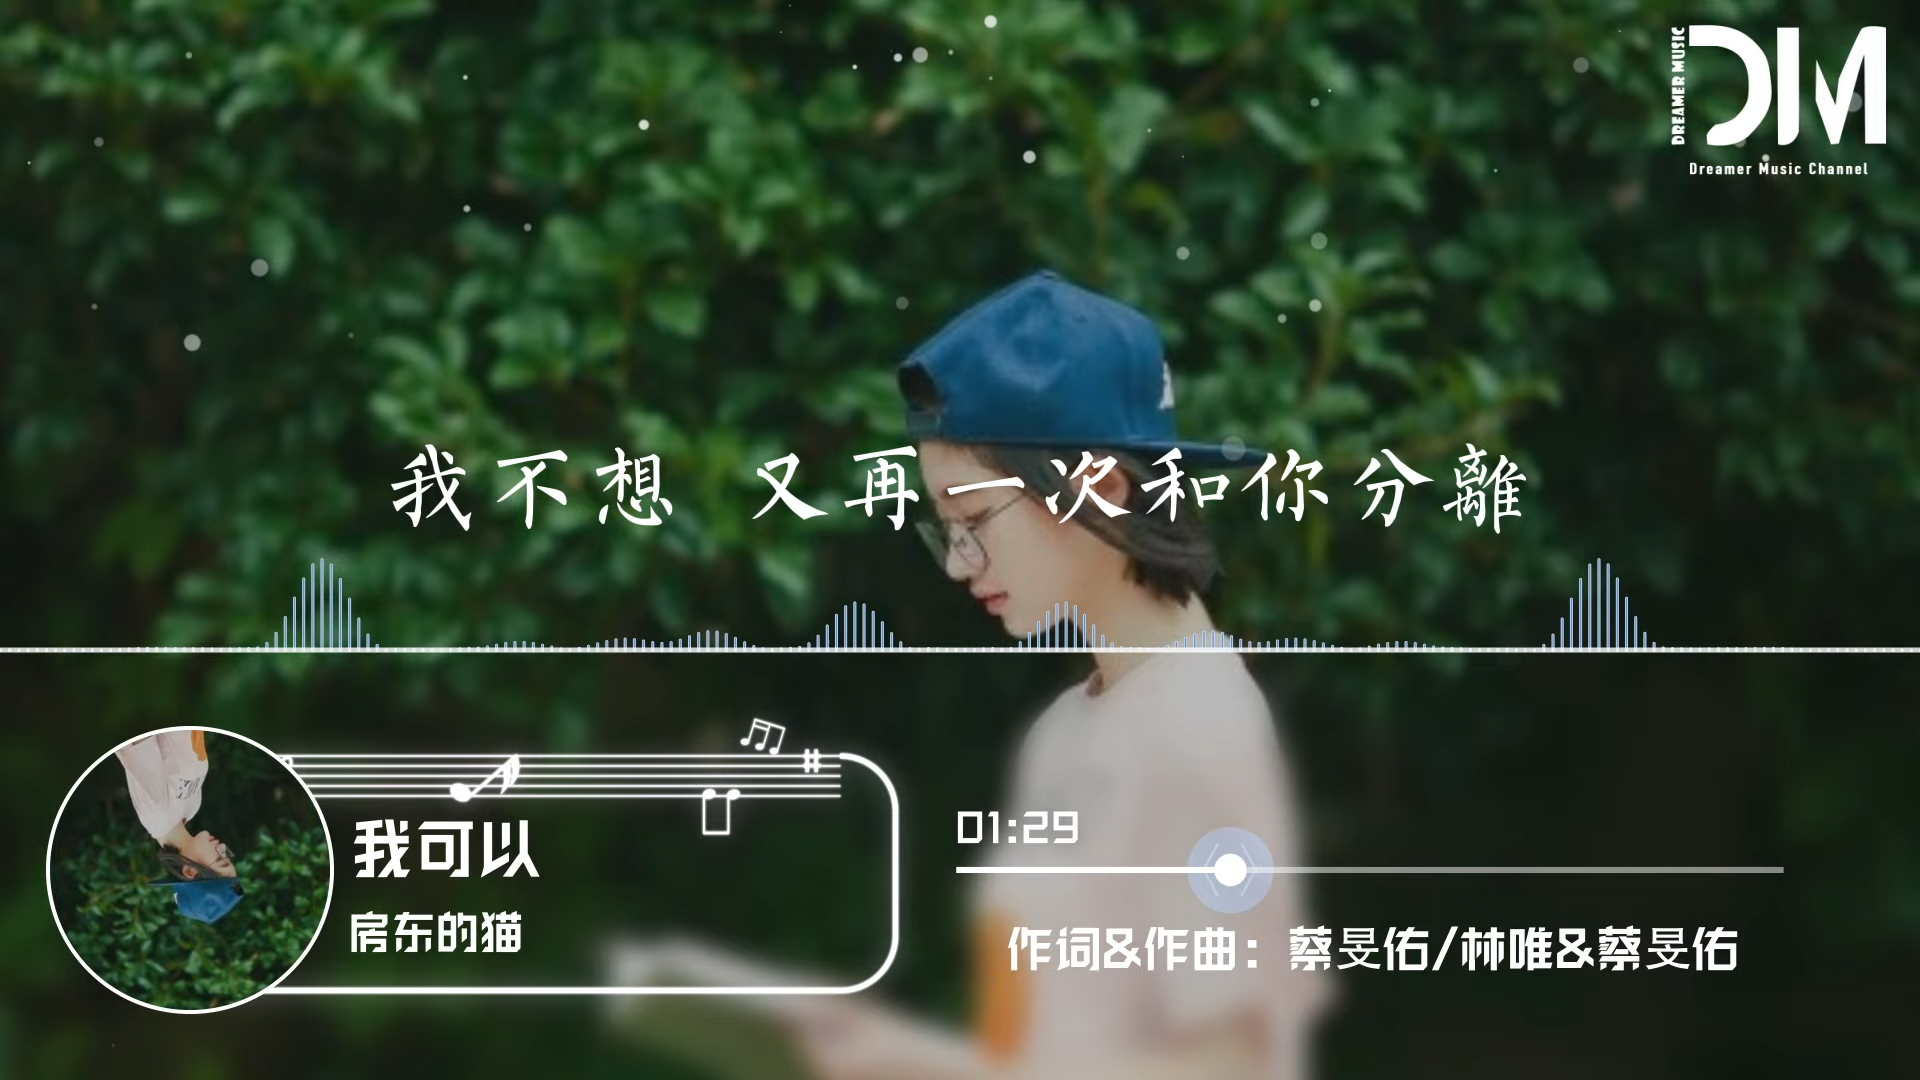 DREAMER MUSIC
DM
Dreamer Music Channel
我不想 又再一次和你分離
我可以
房东的猫
01:29
作词&作曲：蔡旻佑/林唯&蔡旻佑